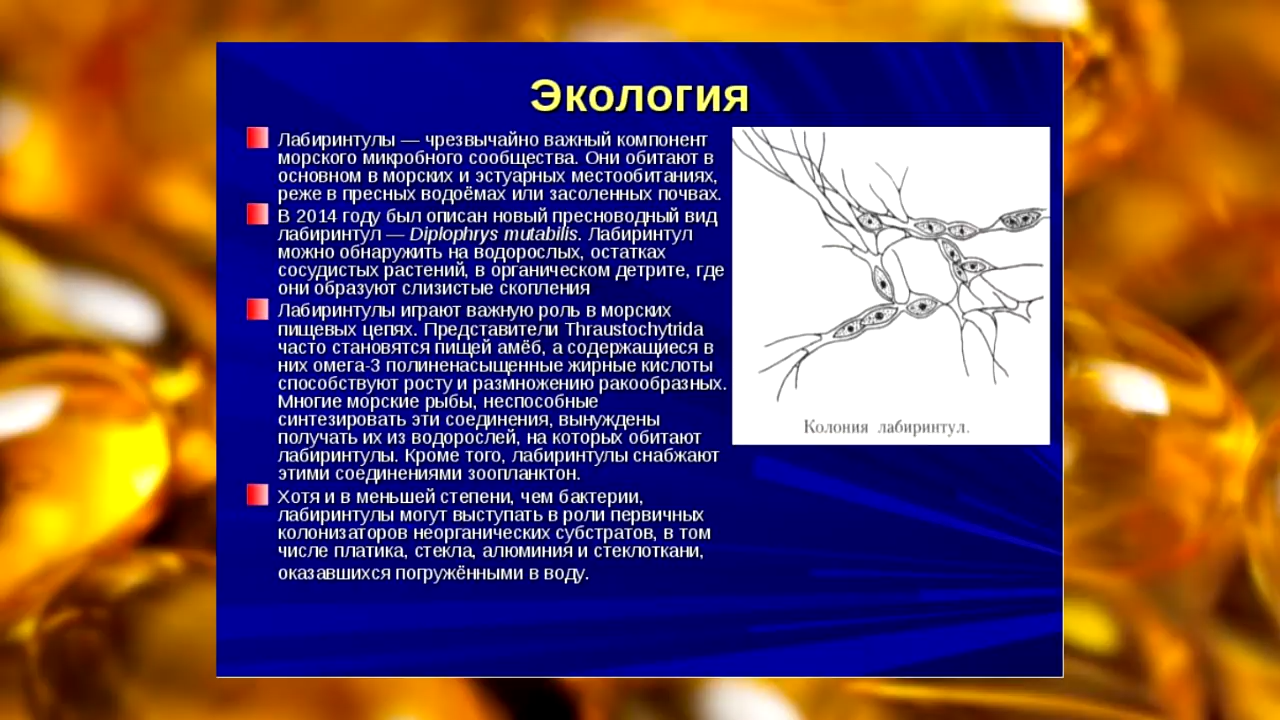 Экология
Лабиринтулы — чрезвычайно важный компонент
морского микробного сообщества. Они обитают в
основном в морских и эстуарных местообитаниях,
реже в пресных водоёмах или засоленных почвах.
В 2014 году был описан новый пресноводный вид
лабиринтул — Diplophrys mutabilis. Лабиринтул
можно обнаружить на водорослых, остатках
сосудистых растений, в органическом детрите, где
они образуют слизистые скопления
Лабиринтулы играют важную роль в морских
пищевых цепях. Представители Thraustochytrida
часто становятся пищей амёб, а содержащиеся в
них омега-3 полиненасыщенные жирные кислоты
способствуют росту и размножению ракообразных.
Многие морские рыбы, неспособные
синтезировать эти соединения, вынуждены
получать их из водорослей, на которых обитают
лабиринтулы. Кроме того, лабиринтулы снабжают
этими соединениями зоопланктон.
Хотя и в меньшей степени, чем бактерии,
лабиринтулы могут выступать в роли первичных
колонизаторов неорганических субстратов, в том
числе платика, стекла, алюминия и стеклоткани,
оказавшихся погружёнными в воду.
Колония лабиринтул.